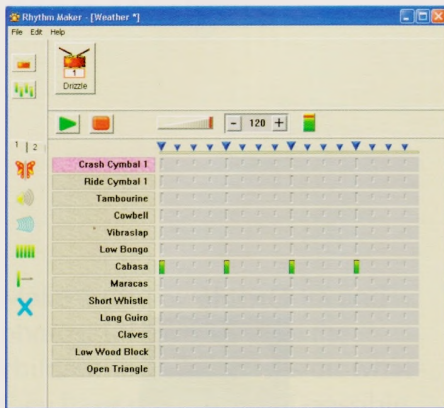 Rhythm Maker - [Weather *]
File Edit Help
1
Drizzle
- 120 +
1 | 2
Crash Cymbal 1
Ride Cymbal 1
Tambourine
Cowbell
Vibraslap
Low Bongo
Cabasa
Maracas
Short Whistle
Long Guiro
Claves
Low Wood Block
Open Triangle